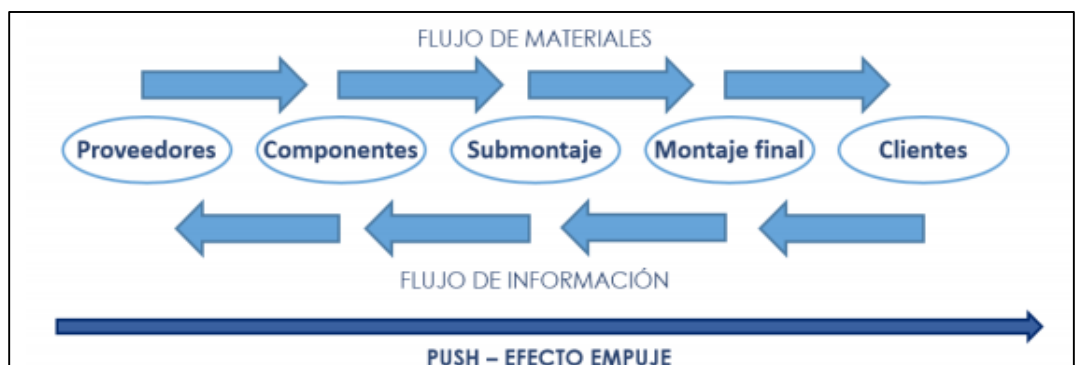 FLUJO DE MATERIALES
Proveedores Componentes Submontaje Montaje final Clientes
FLUJO DE INFORMACIÓN
PUSH – EFECTO EMPUJE